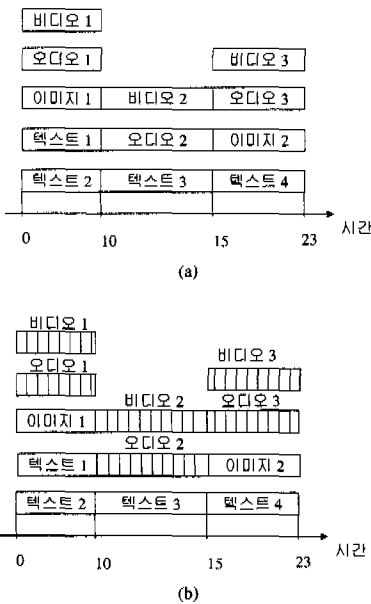 비디오 1
오디오 1 비디오 3
이미지 1 비디오 2 오디오 3
텍스트 1 오디오 2 이미지 2
텍스트 2 텍스트 3 텍스트 4
시간
0 10 15 23
(a)
비디오 1
비디오 3
오디오 1
비디오 2 오디오 3
이미지 1
오디오 2
텍스트 1 이미지 2
텍스트 2 텍스트 3 텍스트 4
시간
0 10 15 23
(b)